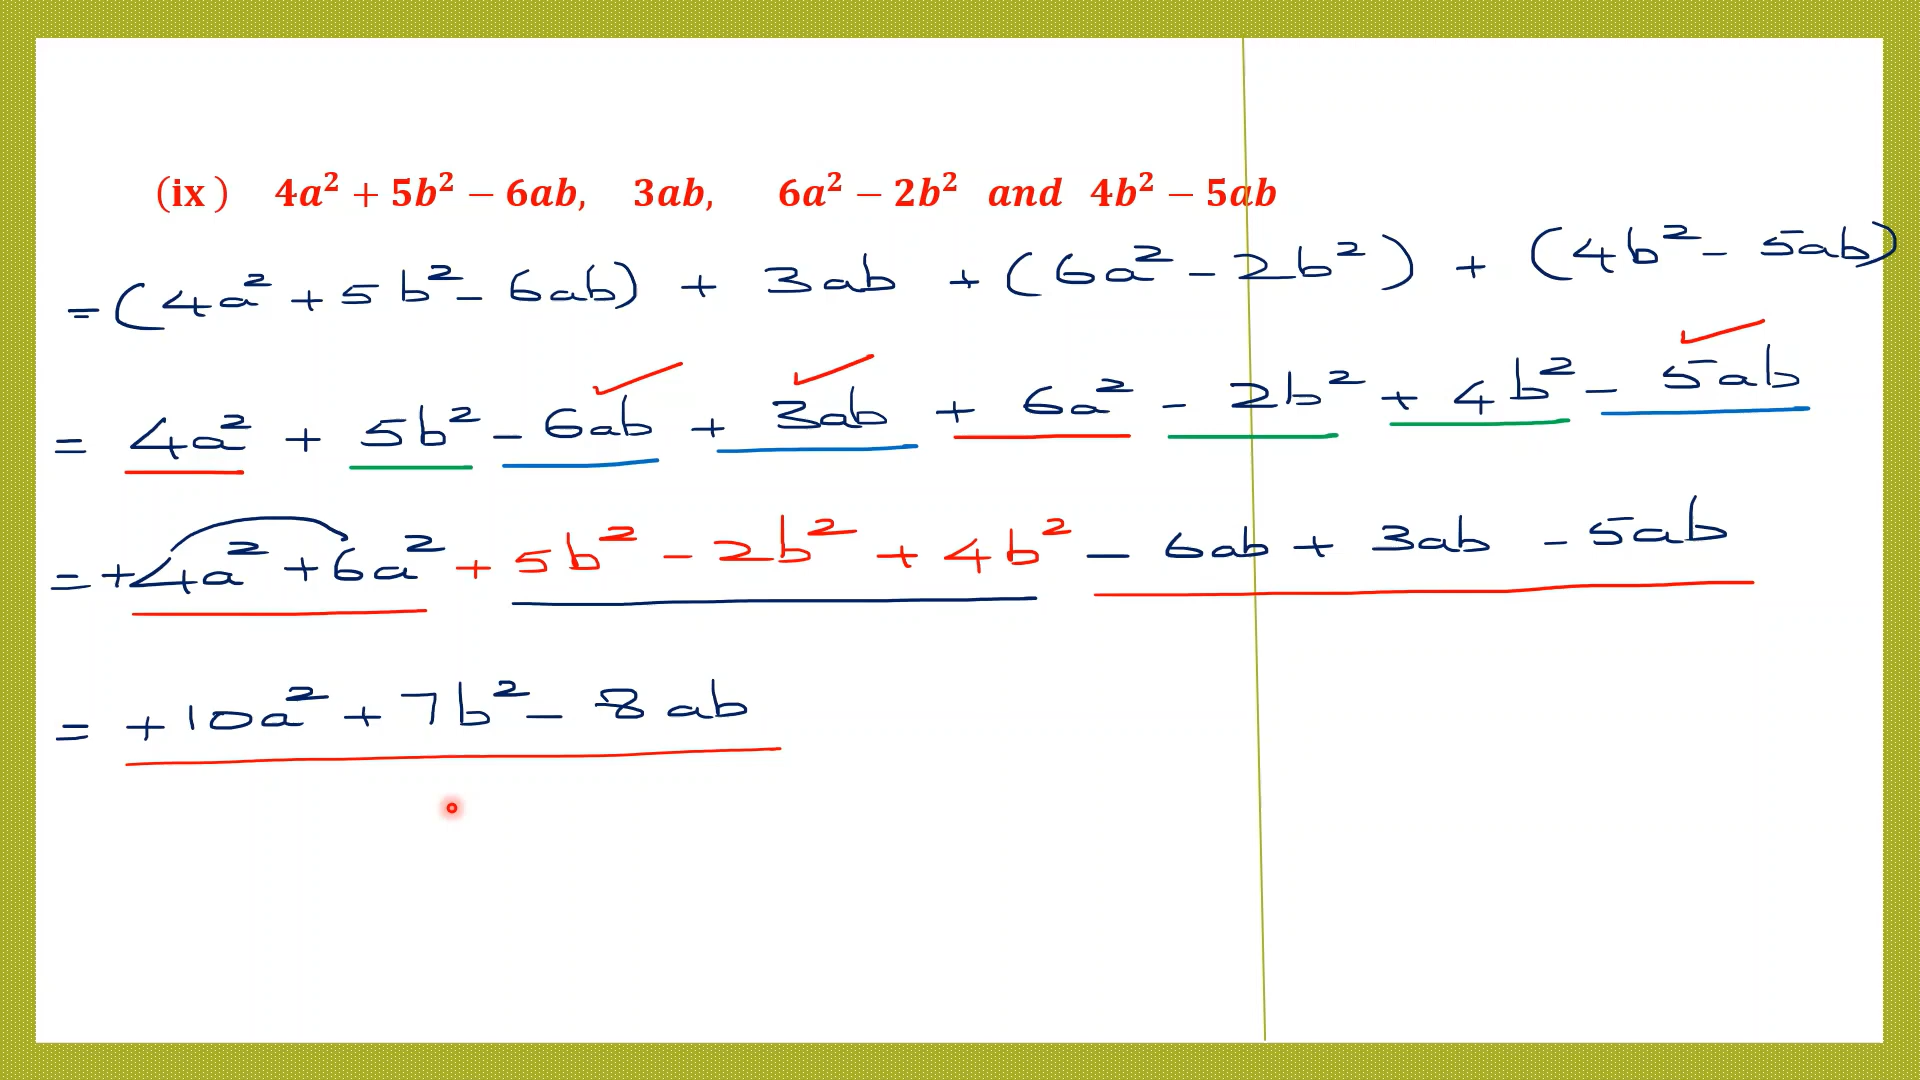 (ix) 4a² + 5b² − 6ab, 3ab, 6a² − 2b² and 4b² − 5ab
= (4a² + 5b² − 6ab) + 3ab + (6a² − 2b²) + (4b² − 5ab)
= 4a² + 5b² − 6ab + 3ab + 6a² − 2b² + 4b² − 5ab
= +4a² + 6a² + 5b² − 2b² + 4b² − 6ab + 3ab − 5ab
= +10a² + 7b² − 8ab